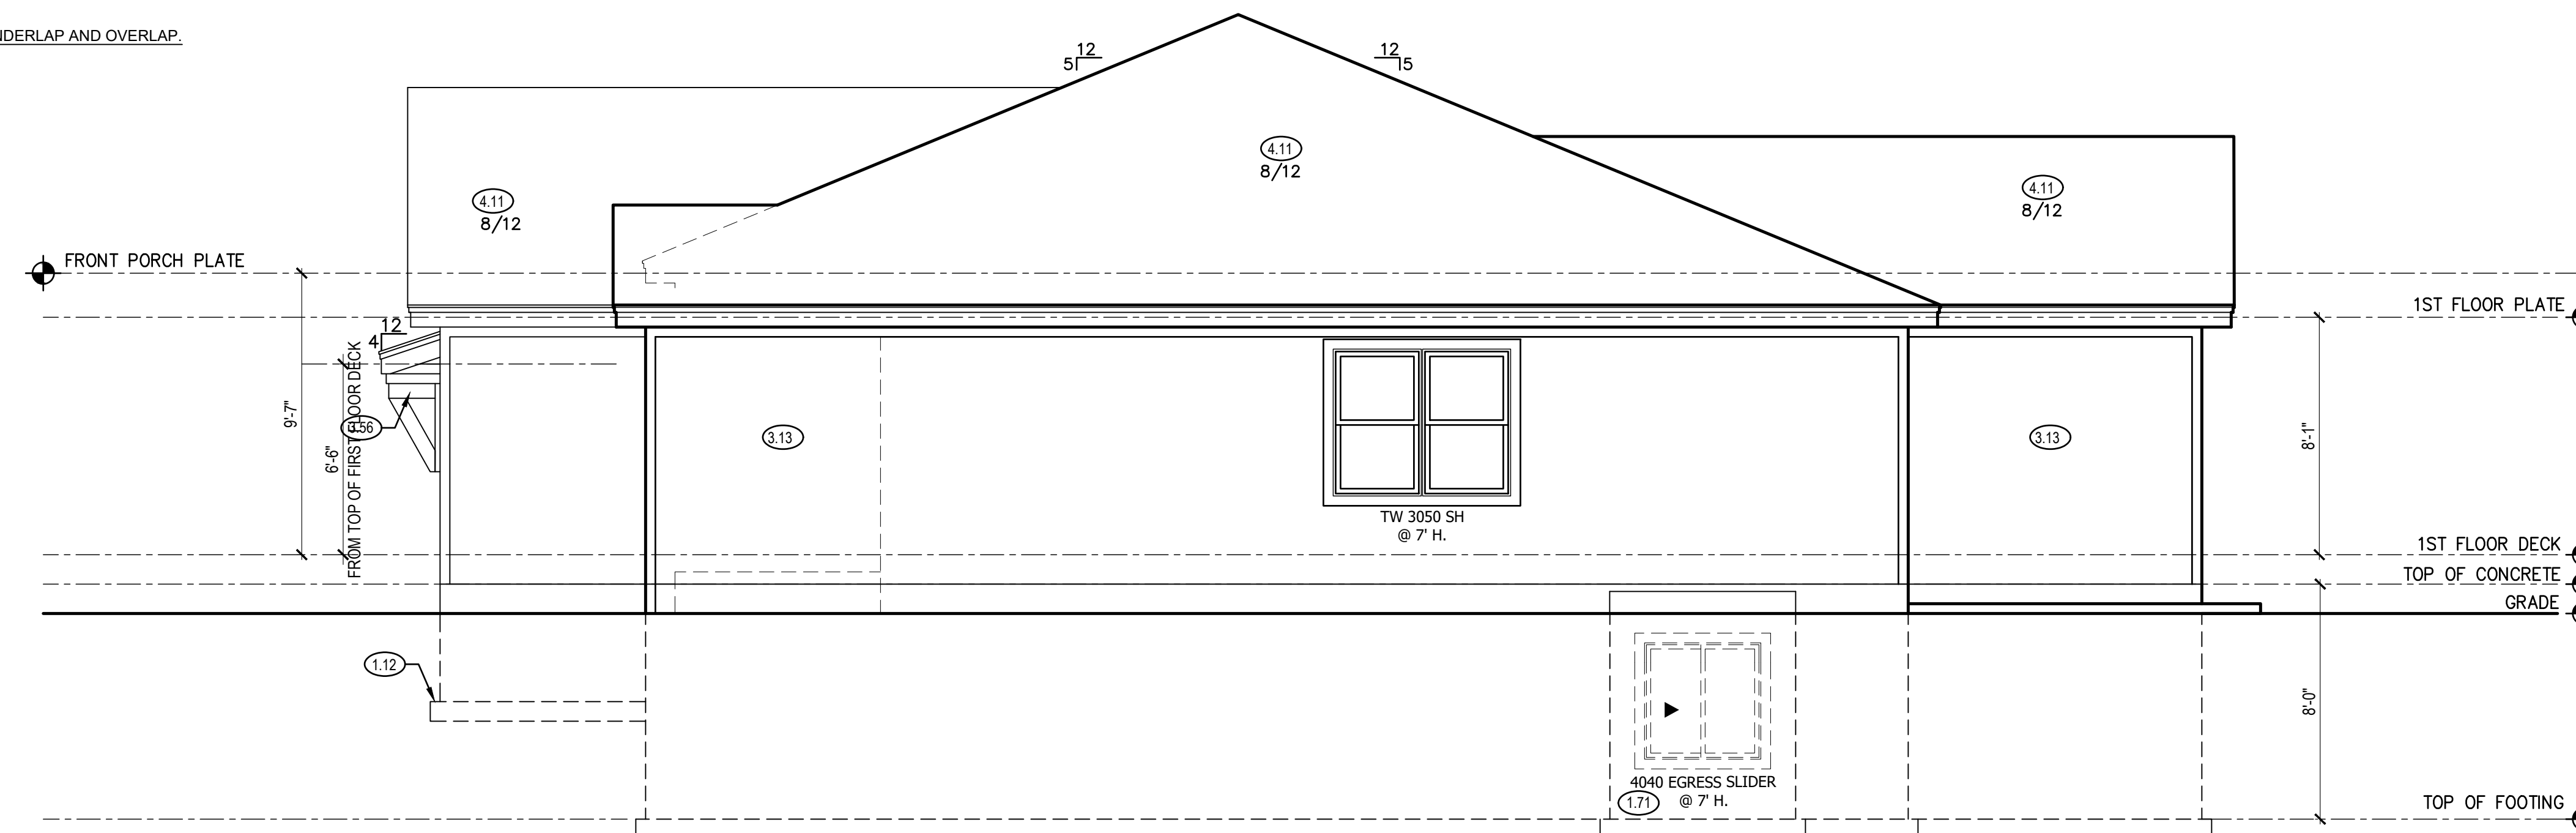 NDERLAP AND OVERLAP.
12
5
12
5
4.11
8/12
4.11
8/12
4.11
8/12
FRONT PORCH PLATE
1ST FLOOR PLATE
12
4
9'-7"
6'-6"
FROM TOP OF FIRST FLOOR DECK
3.56
3.13
3.13
8'-1"
TW 3050 SH
@ 7' H.
1ST FLOOR DECK
TOP OF CONCRETE
GRADE
1.12
8'-0"
4040 EGRESS SLIDER
@ 7' H.
1.71
TOP OF FOOTING